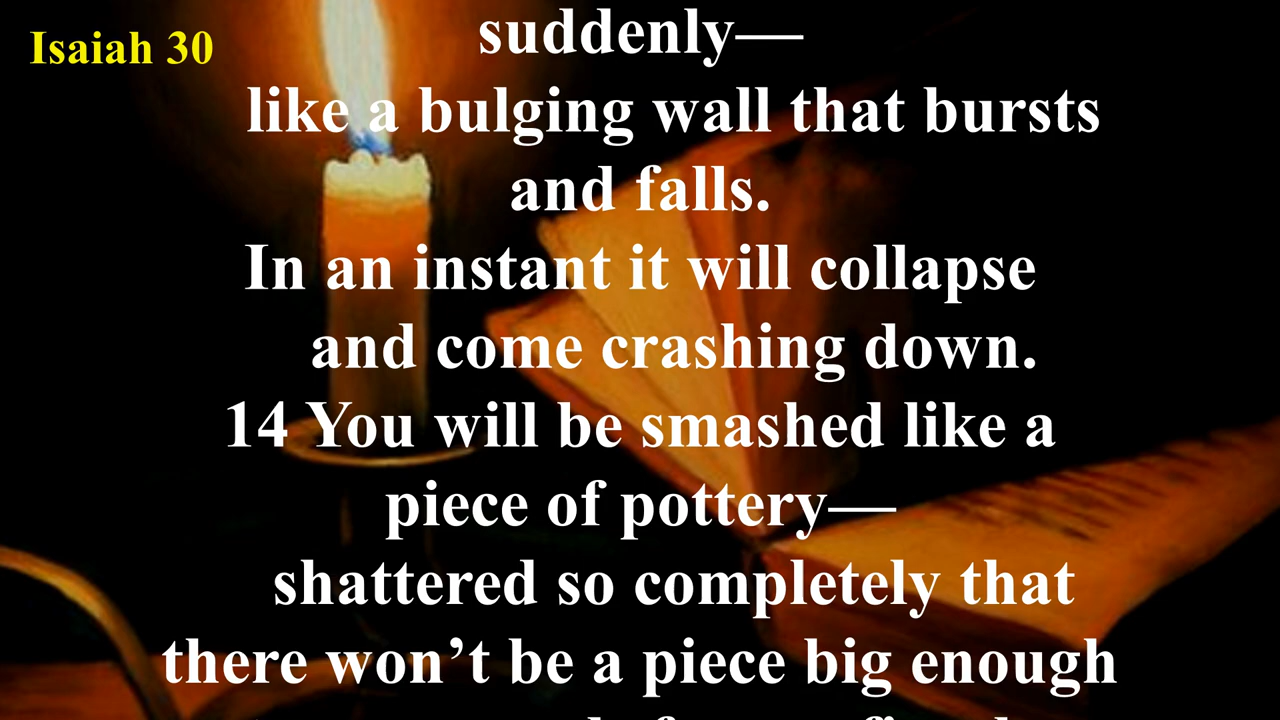 Isaiah 30
suddenly—
like a bulging wall that bursts
and falls.
In an instant it will collapse
and come crashing down.
14 You will be smashed like a
piece of pottery—
shattered so completely that
there won’t be a piece big enough